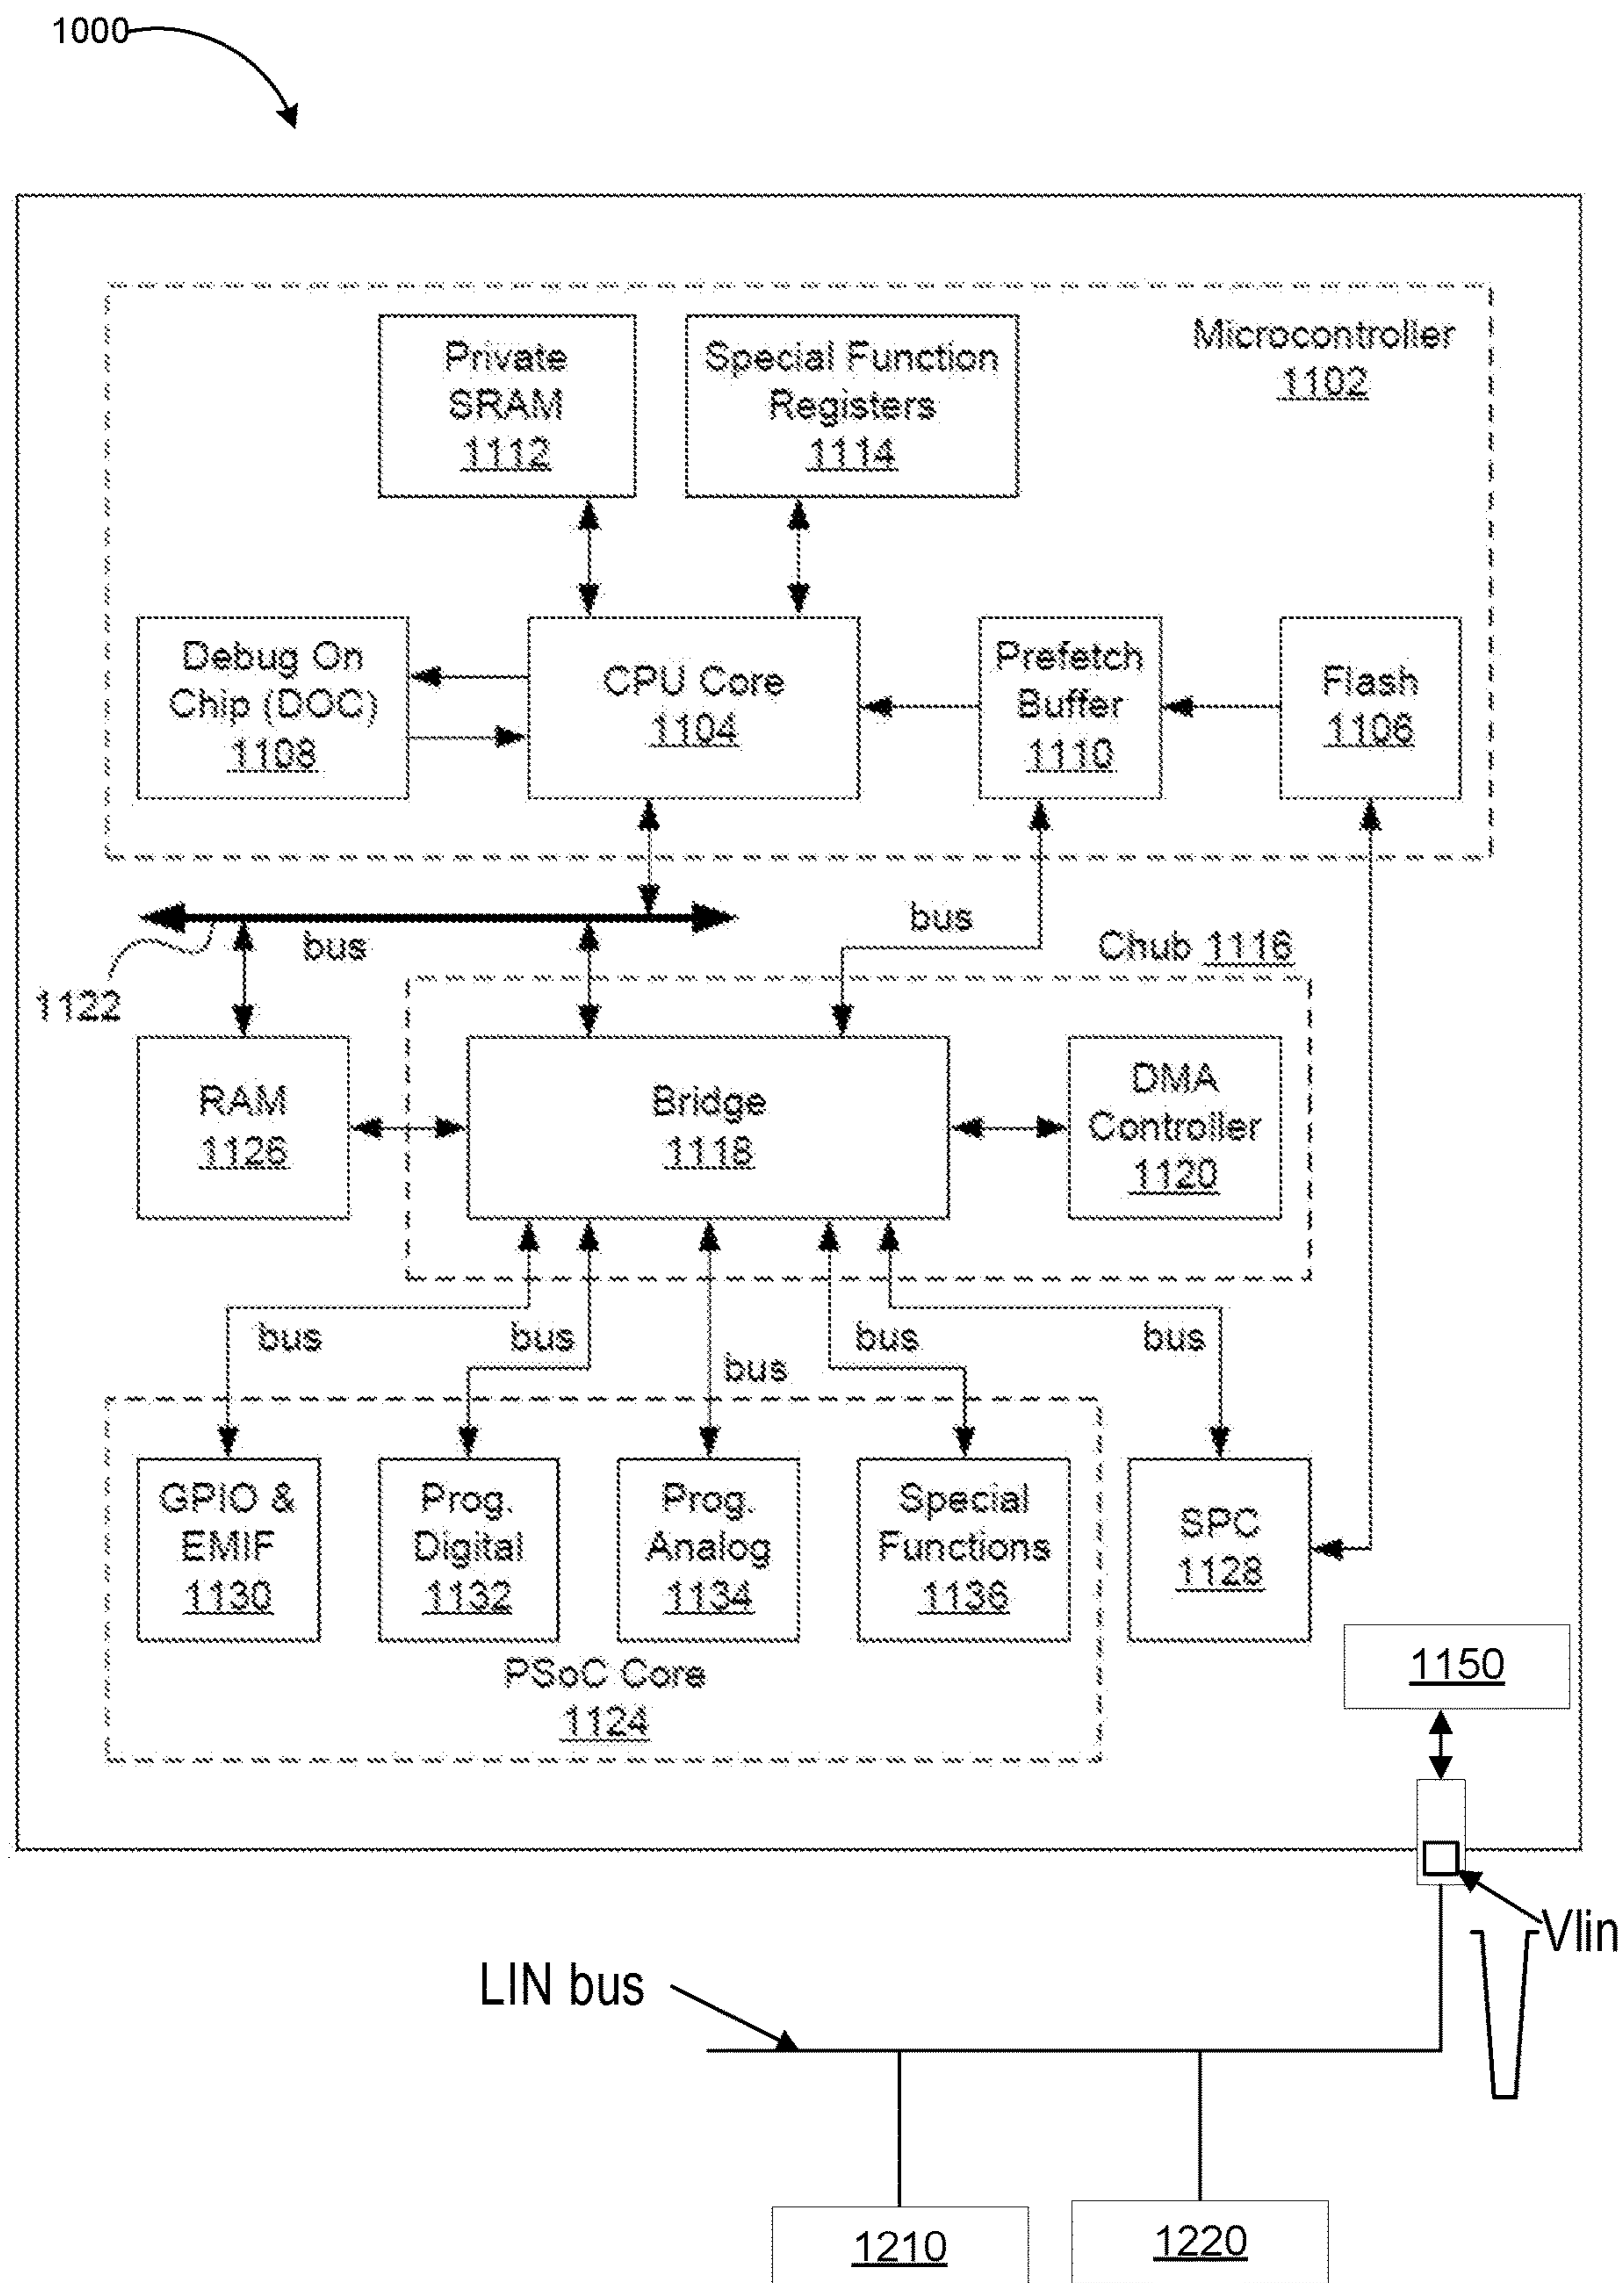 1000
Microcontroller
1102
Private
SRAM
1112
Special Function
Registers
1114
Debug On
Chip (DOC)
1108
CPU Core
1104
Prefetch
Buffer
1110
Flash
1106
bus
1122
bus
Chub 1116
RAM
1126
Bridge
1118
DMA
Controller
1120
bus
bus
bus
bus
bus
GPIO &
EMIF
1130
Prog.
Digital
1132
Prog.
Analog
1134
Special
Functions
1136
SPC
1128
PSoC Core
1124
1150
Vlin
LIN bus
1210
1220